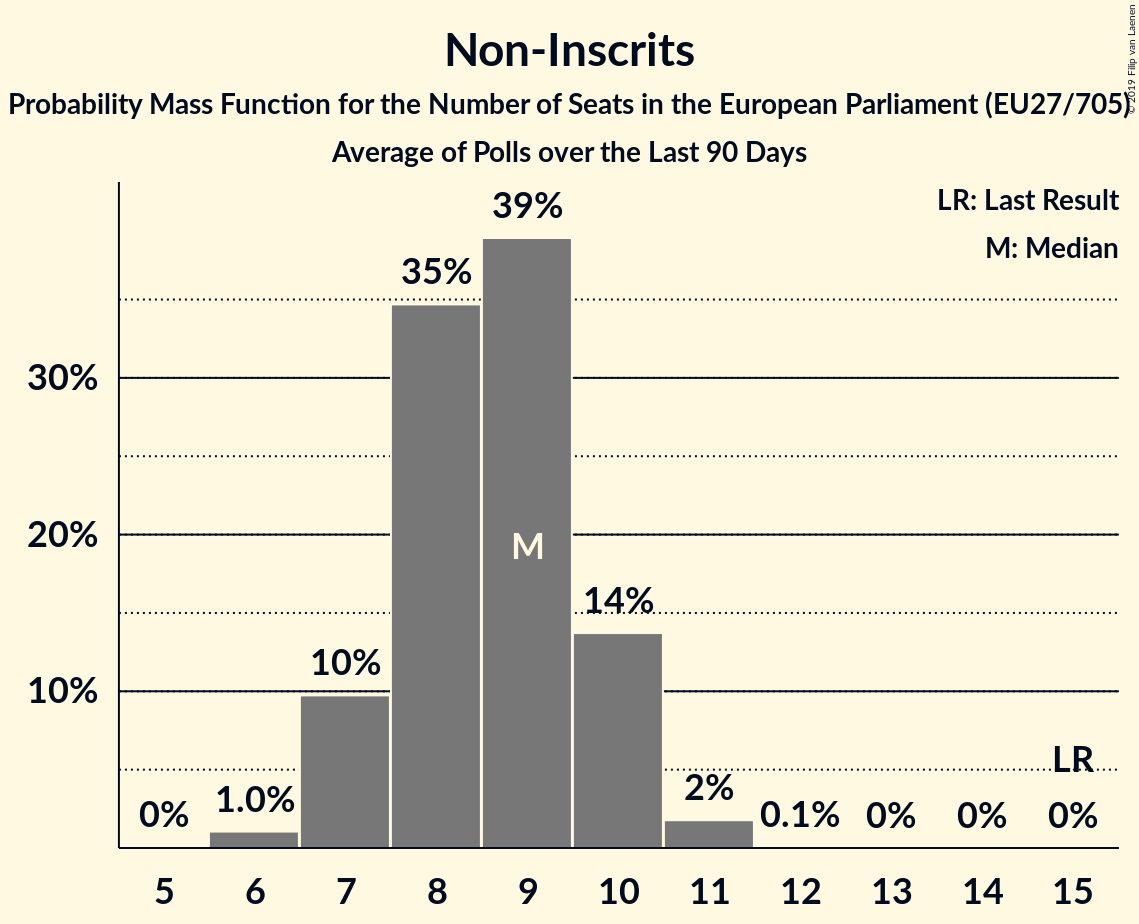 Non-Inscrits
Probability Mass Function for the Number of Seats in the European Parliament (EU27/705)
Average of Polls over the Last 90 Days
© 2019 Filip van Laenen
LR: Last Result
M: Median
39%
35%
30%
20%
M
14%
10%
10%
LR
0%
1.0%
2%
0.1%
0%
0%
0%
5 6 7 8 9 10 11 12 13 14 15